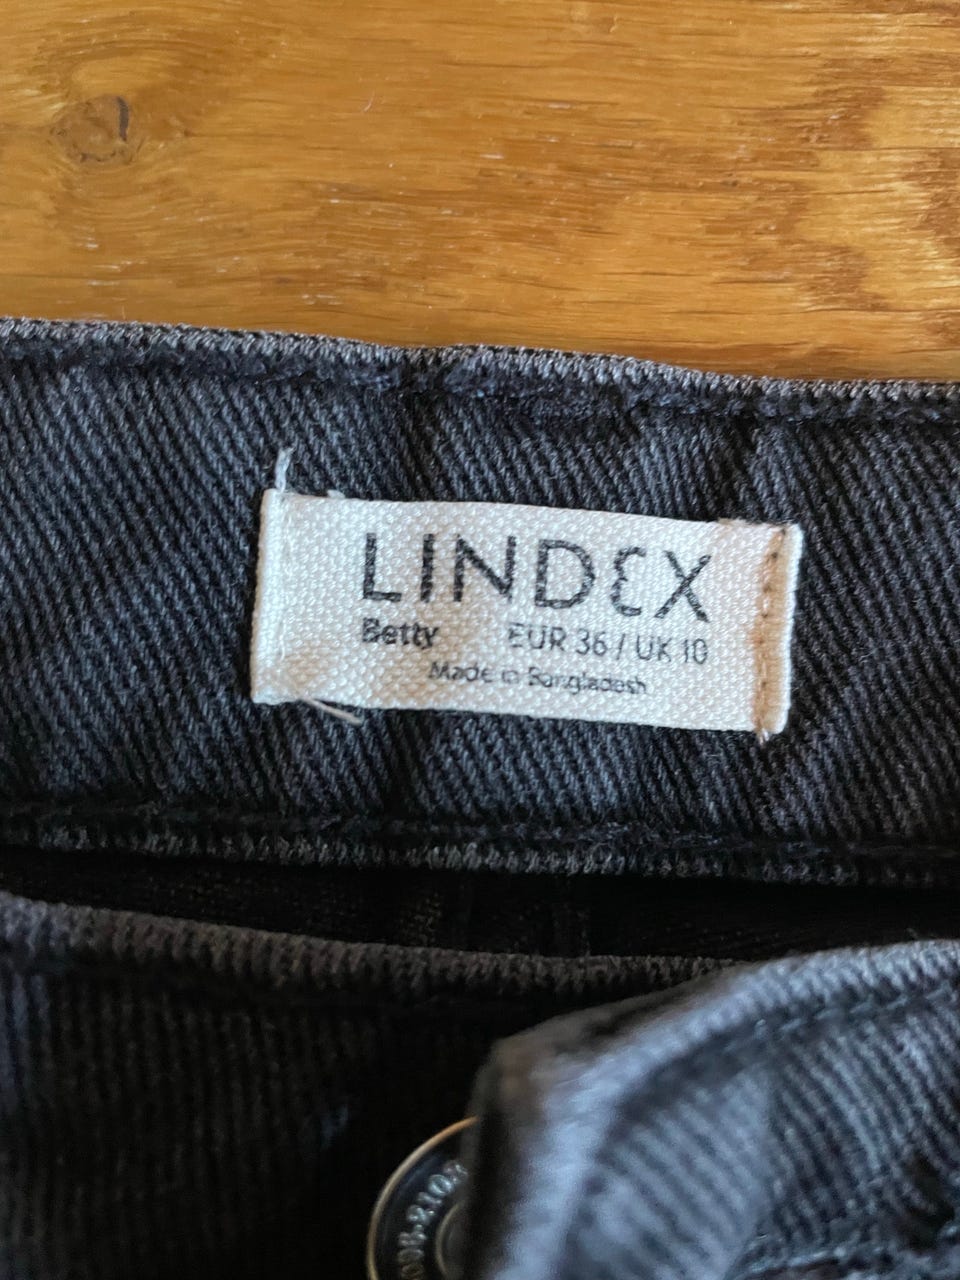 LINDEX
Betty EUR 36 / UK 10
Made in Bangladesh